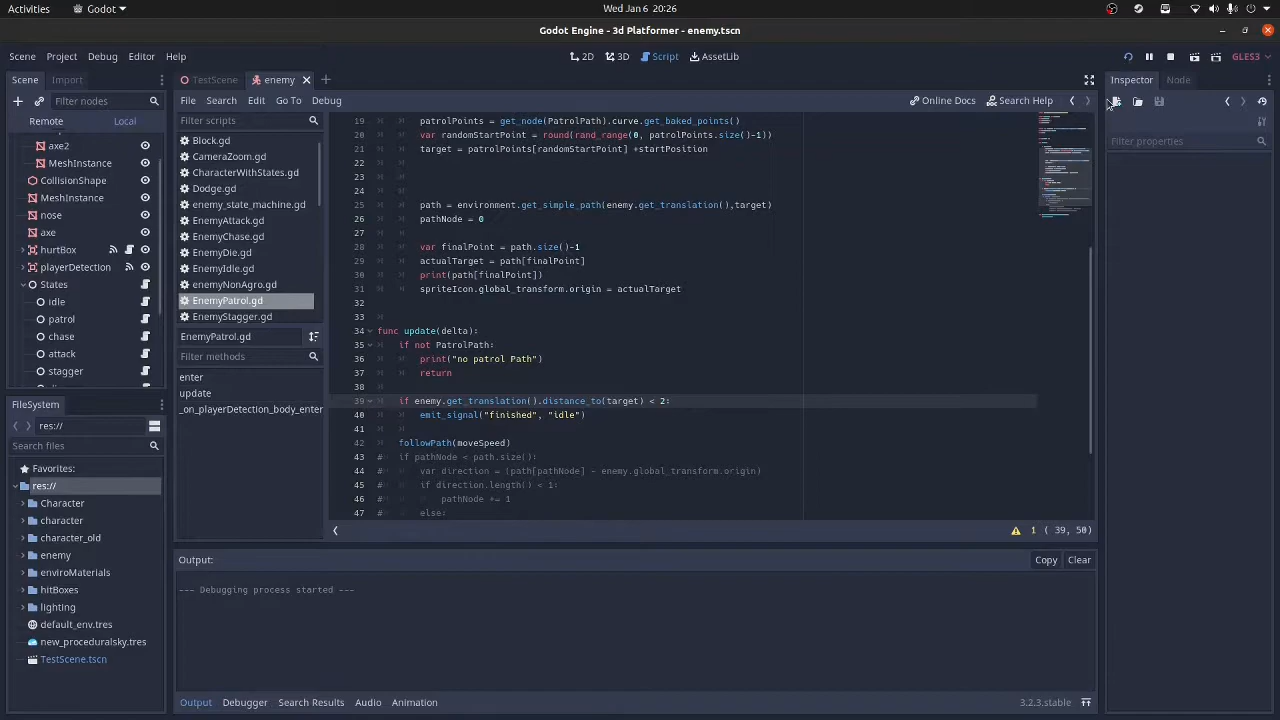 Activities
Godot
Wed Jan 6 20:26
Godot Engine - 3d Platformer - enemy.tscn
Scene Project Debug Editor Help
2D 3D Script AssetLib
GLES3
Scene Import
Filter nodes
Remote Local
axe2
MeshInstance
CollisionShape
MeshInstance
nose
axe
hurtBox
playerDetection
States
idle
patrol
chase
attack
stagger
FileSystem
res://
Search files
Favorites:
res://
Character
character
character_old
enemy
enviroMaterials
hitBoxes
lighting
default_env.tres
new_proceduralsky.tres
TestScene.tscn
TestScene enemy
File Search Edit Go To Debug
Online Docs Search Help
Filter scripts
Block.gd
CameraZoom.gd
CharacterWithStates.gd
Dodge.gd
enemy_state_machine.gd
EnemyAttack.gd
EnemyChase.gd
EnemyDie.gd
EnemyIdle.gd
enemyNonAgro.gd
EnemyPatrol.gd
EnemyStagger.gd
EnemyPatrol.gd
Filter methods
enter
update
_on_playerDetection_body_enter
19 patrolPoints = get_node(PatrolPath).curve.get_baked_points()
20 var randomStartPoint = round(rand_range(0, patrolPoints.size()-1))
21 target = patrolPoints[randomStartPoint] +startPosition
22
23
24
25 path = environment.get_simple_path(enemy.get_translation(),target)
26 pathNode = 0
27
28 var finalPoint = path.size()-1
29 actualTarget = path[finalPoint]
30 print(path[finalPoint])
31 spriteIcon.global_transform.origin = actualTarget
32
33
34 func update(delta):
35 if not PatrolPath:
36 print("no patrol Path")
37 return
38
39 if enemy.get_translation().distance_to(target) < 2:
40 emit_signal("finished", "idle")
41
42 followPath(moveSpeed)
43 # if pathNode < path.size():
44 # var direction = (path[pathNode] - enemy.global_transform.origin)
45 # if direction.length() < 1:
46 # pathNode += 1
47 # else:
1 ( 39, 50)
Output:
Copy Clear
--- Debugging process started ---
Output Debugger Search Results Audio Animation
3.2.3.stable
Inspector Node
Filter properties